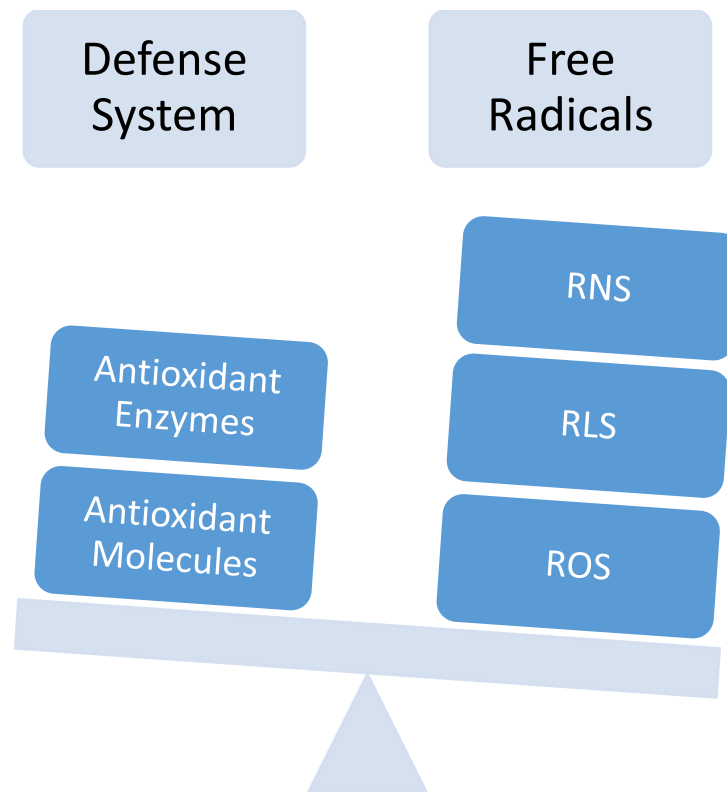 Defense
System
Free
Radicals
RNS
RLS
ROS
Antioxidant
Enzymes
Antioxidant
Molecules